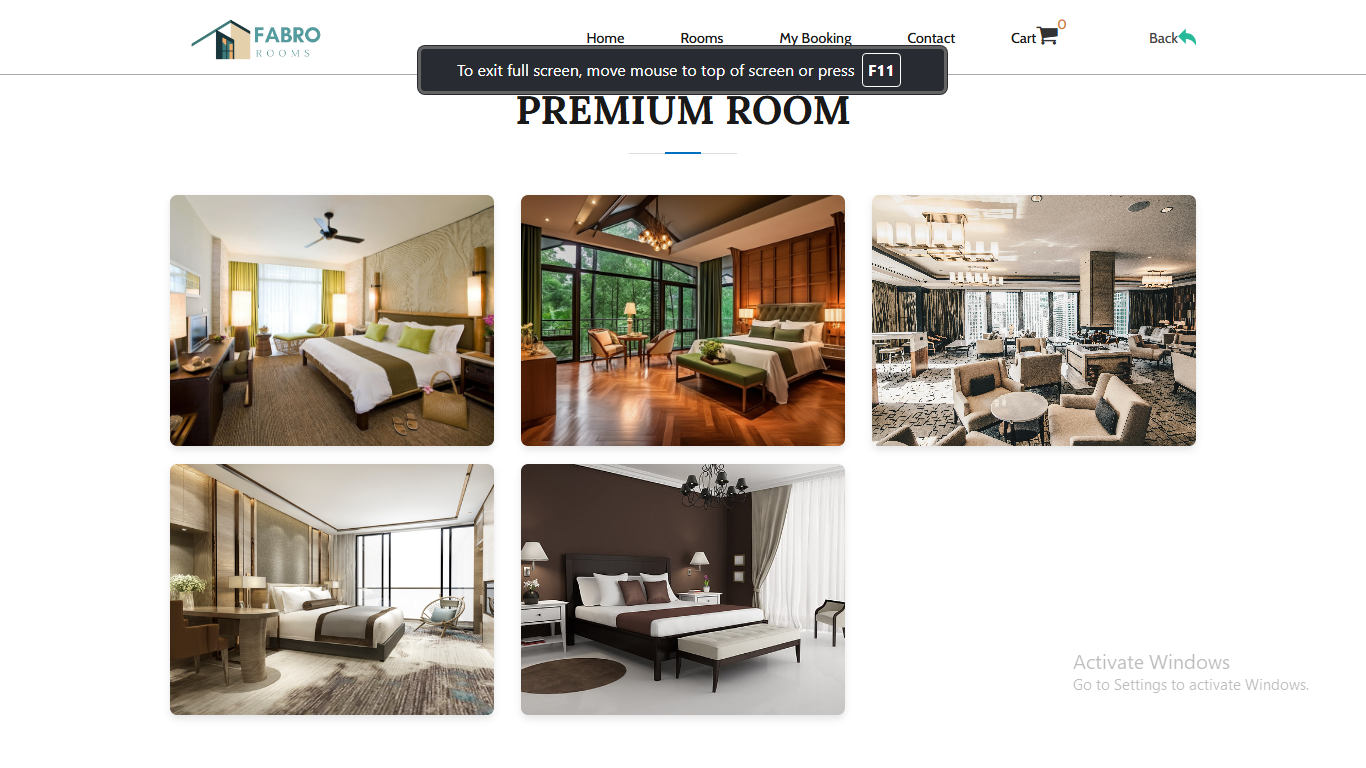 FABRO
ROOMS
Home
Rooms
My Booking
Contact
Cart
0
Back
To exit full screen, move mouse to top of screen or press F11
PREMIUM ROOM
Activate Windows
Go to Settings to activate Windows.